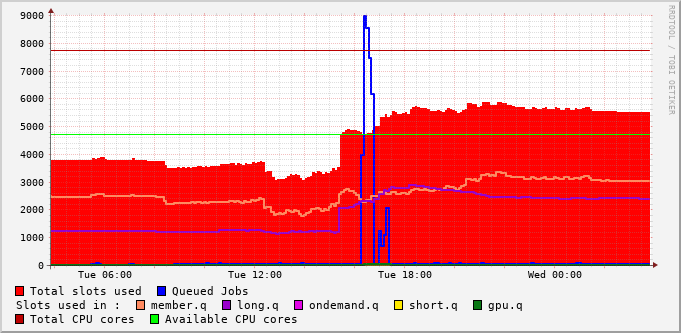 RRDTOOL / TOBI OETIKER
9000
8000
7000
6000
5000
4000
3000
2000
1000
0
Tue 06:00 Tue 12:00 Tue 18:00 Wed 00:00
Total slots used Queued Jobs
Slots used in : member.q long.q ondemand.q short.q gpu.q
Total CPU cores Available CPU cores